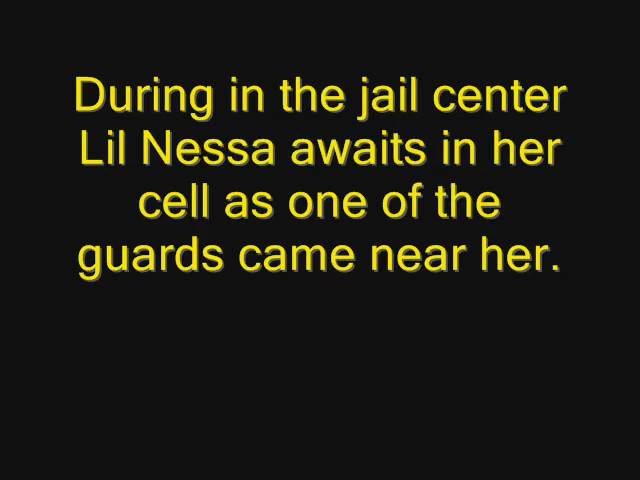 During in the jail center
Lil Nessa awaits in her
cell as one of the
guards came near her.